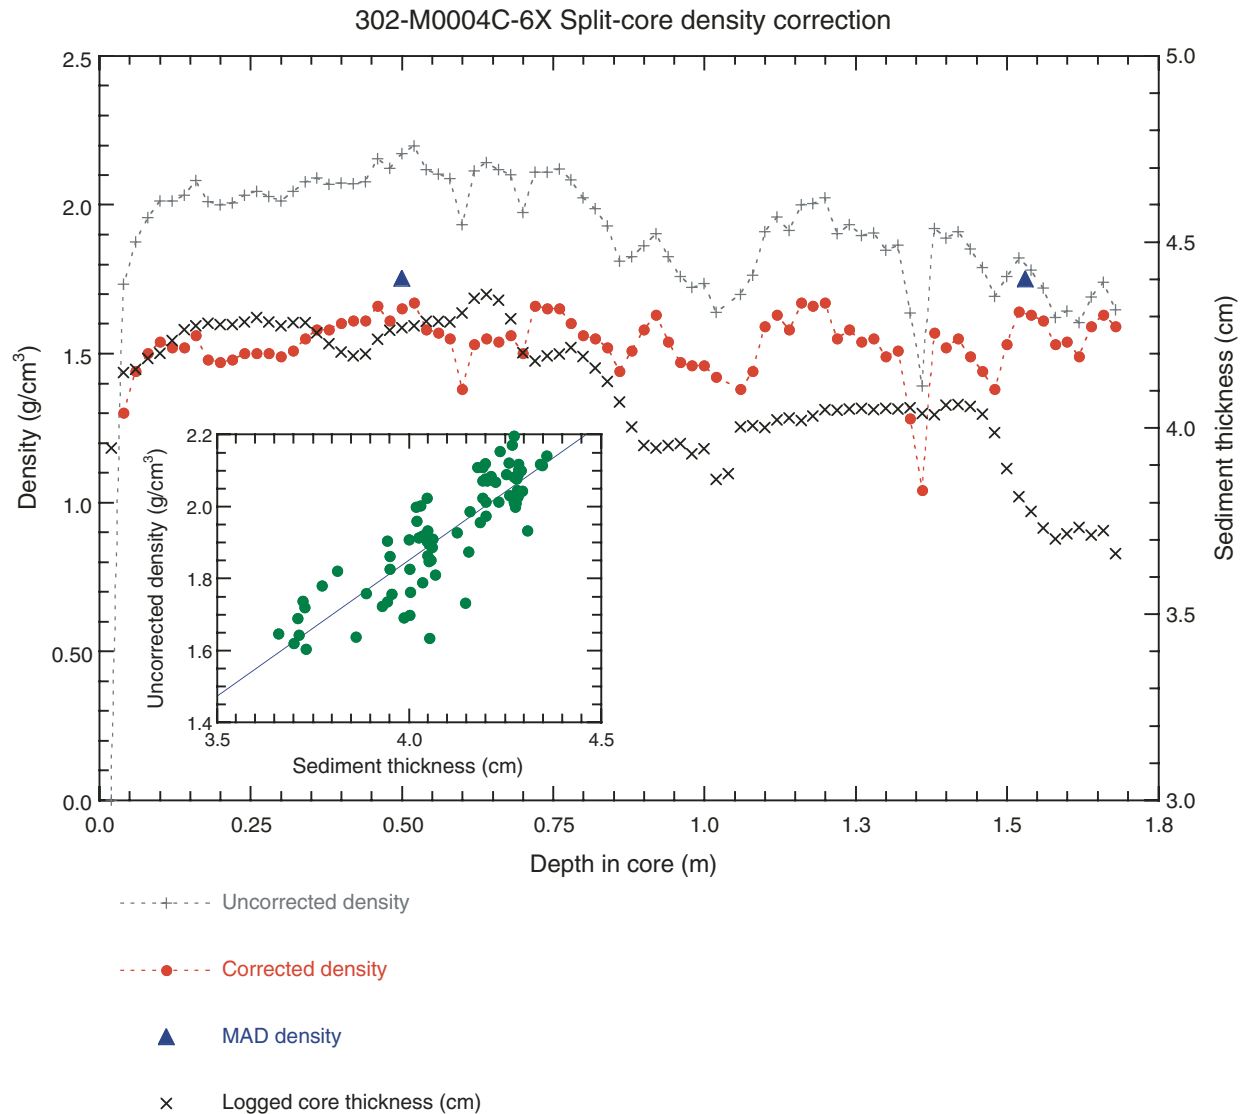 302-M0004C-6X Split-core density correction
2.5
2.0
1.5
1.0
0.50
0.0
Density (g/cm³)
5.0
4.5
4.0
3.5
3.0
Sediment thickness (cm)
0.0 0.25 0.50 0.75 1.0 1.3 1.5 1.8
Depth in core (m)
2.2
2.0
1.8
1.6
1.4
Uncorrected density (g/cm³)
3.5 4.0 4.5
Sediment thickness (cm)
Uncorrected density
Corrected density
MAD density
Logged core thickness (cm)